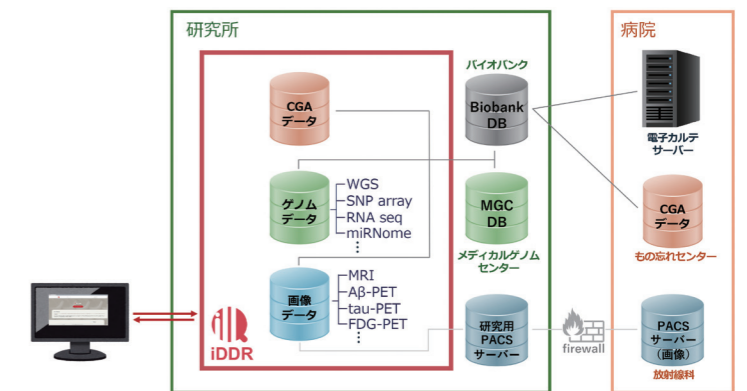 研究所
病院
CGA
データ
バイオバンク
Biobank
DB
電子カルテ
サーバー
ゲノム
データ
WGS
SNP array
RNA seq
miRNome
MGC
DB
メディカルゲノム
センター
CGA
データ
もの忘れセンター
画像
データ
MRI
Aβ-PET
tau-PET
FDG-PET
iDDR
研究用
PACS
サーバー
firewall
PACS
サーバー
(画像)
放射線科